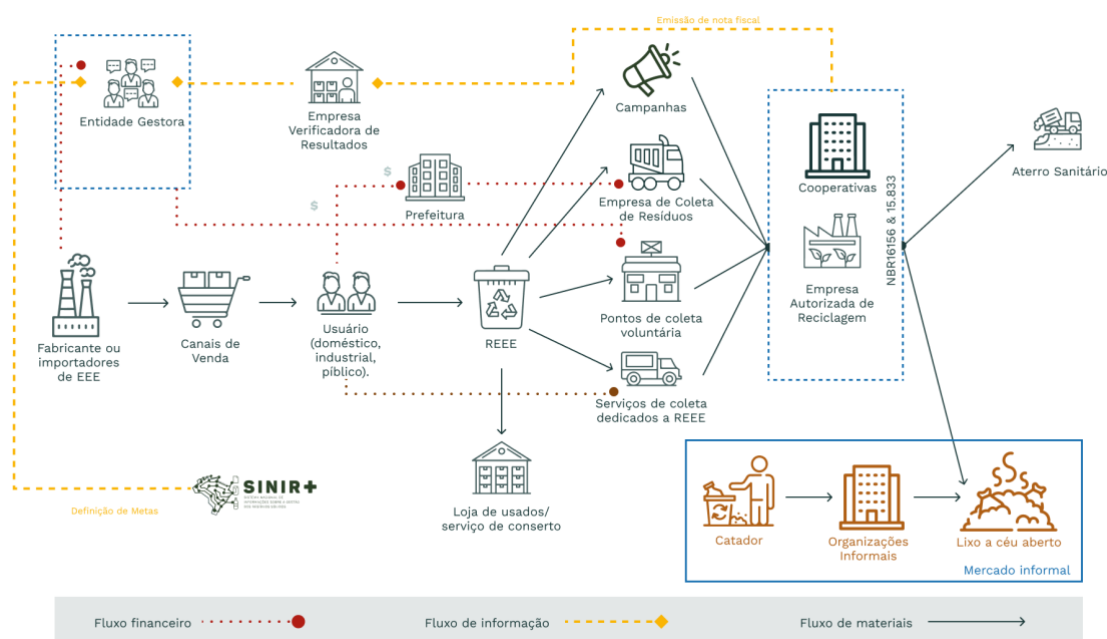 Emissão de nota fiscal
Entidade Gestora
Empresa
Verificadora de
Resultados
Campanhas
$
Prefeitura
$
Empresa de Coleta
de Resíduos
Cooperativas
NBR16156 & 15.833
Aterro Sanitário
Fabricante ou
importadores
de EEE
Canais de
Venda
Usuário
(doméstico,
industrial,
píblico).
REEE
Pontos de coleta
voluntária
Empresa
Autorizada de
Reciclagem
Serviços de coleta
dedicados a REEE
Definição de Metas
SINIR+
Loja de usados/
serviço de conserto
Catador
Organizações
Informais
Lixo a céu aberto
Mercado informal
Fluxo financeiro
Fluxo de informação
Fluxo de materiais